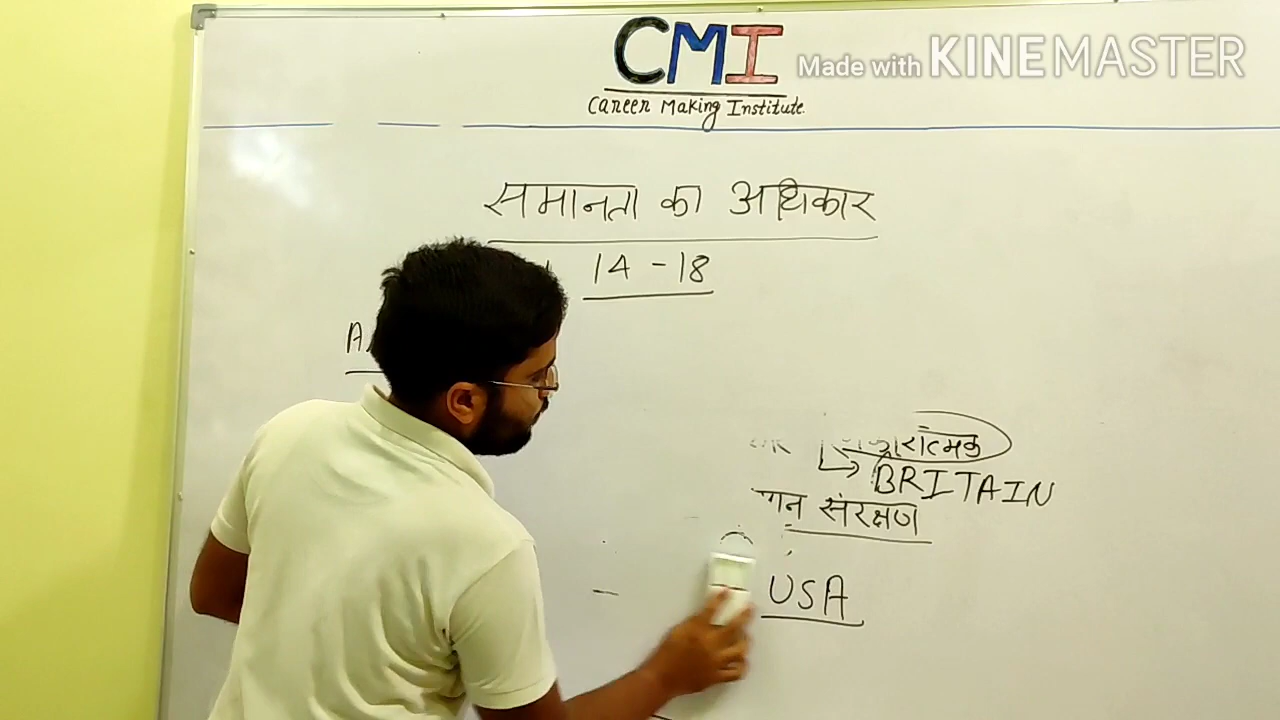 CMI
Made with KINEMASTER
Career Making Institute
समानता का अधिकार
14 - 18
BRITAIN
संरक्षण
USA